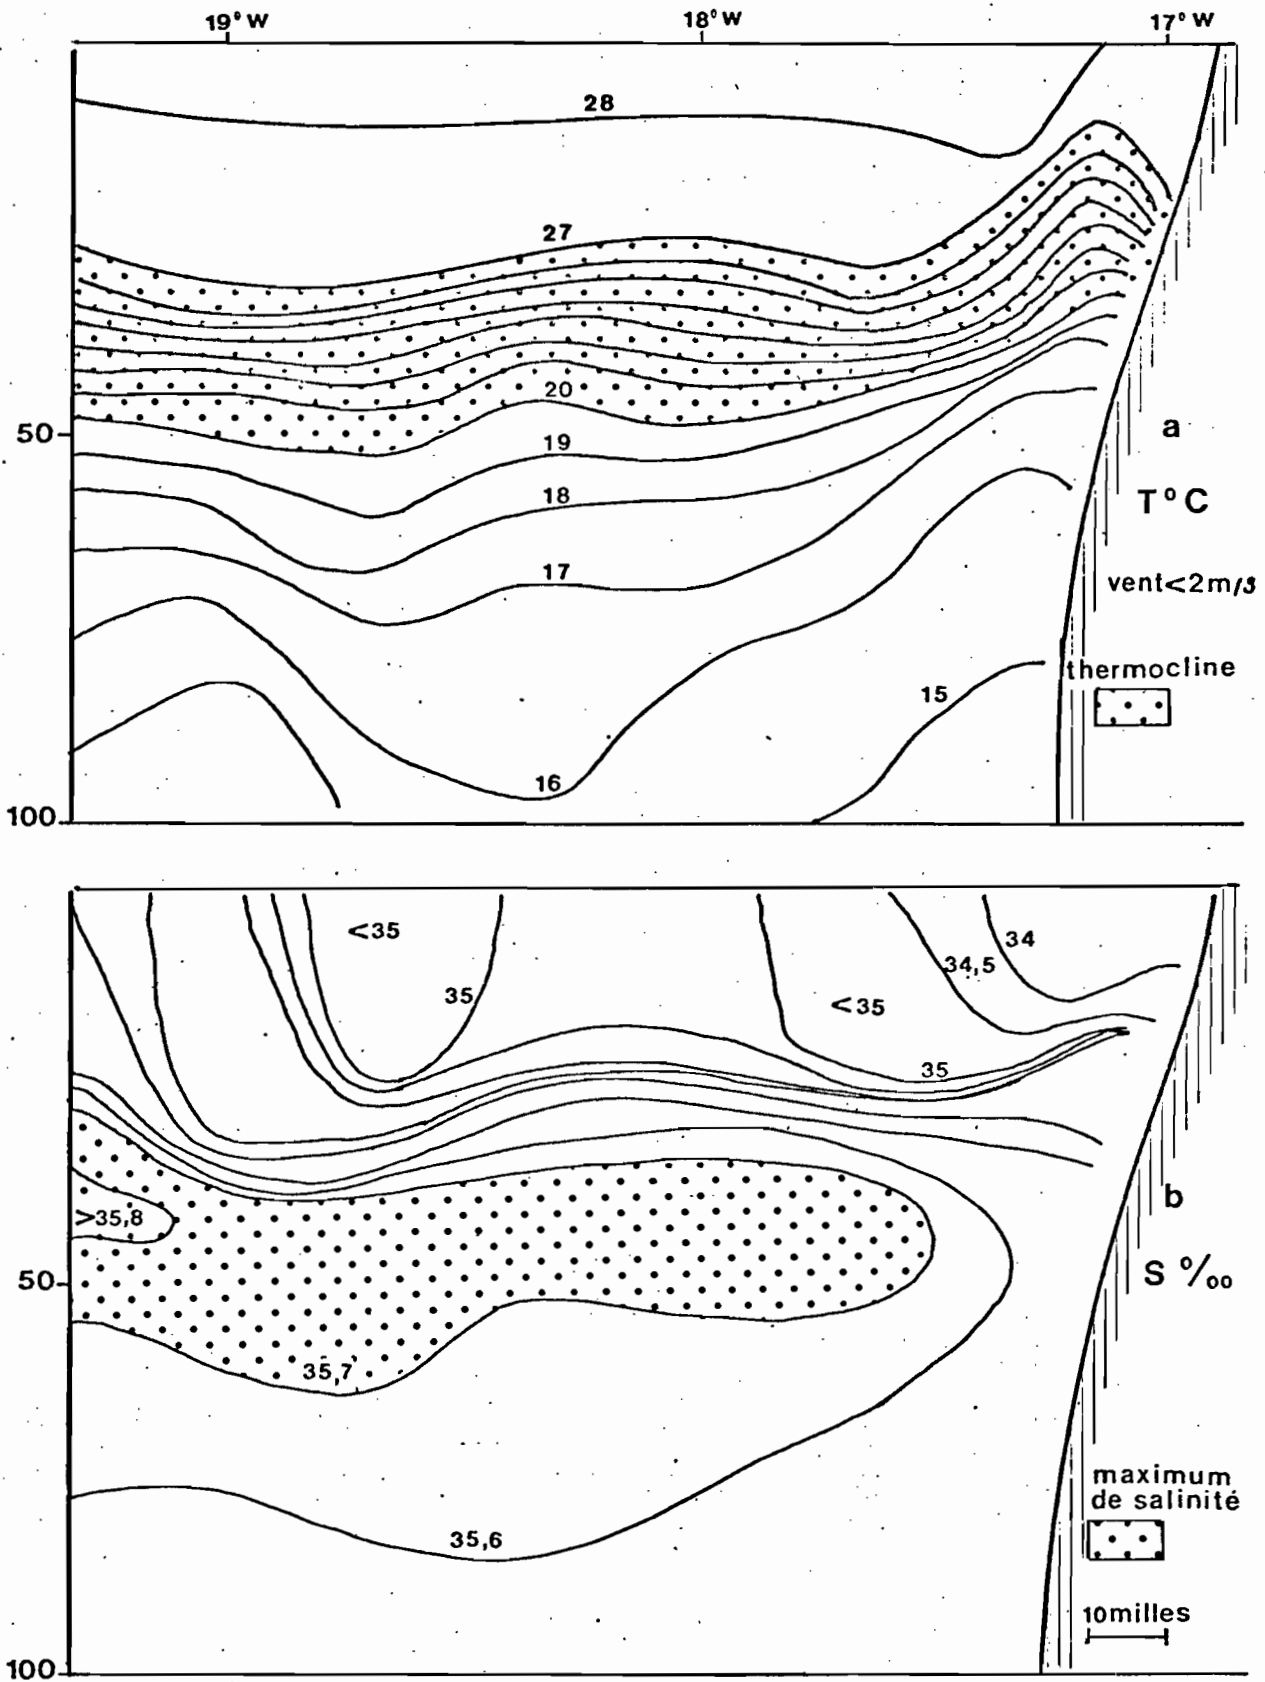 19° W 18° W 17° W
28
27
20
50
a
19
T° C
18
17
vent<2m/s
thermocline
15
16
100
<35
34
34,5
35
<35
35
b
>35,8
50
S °/₀₀
35,7
maximum
de salinité
35,6
10milles
100